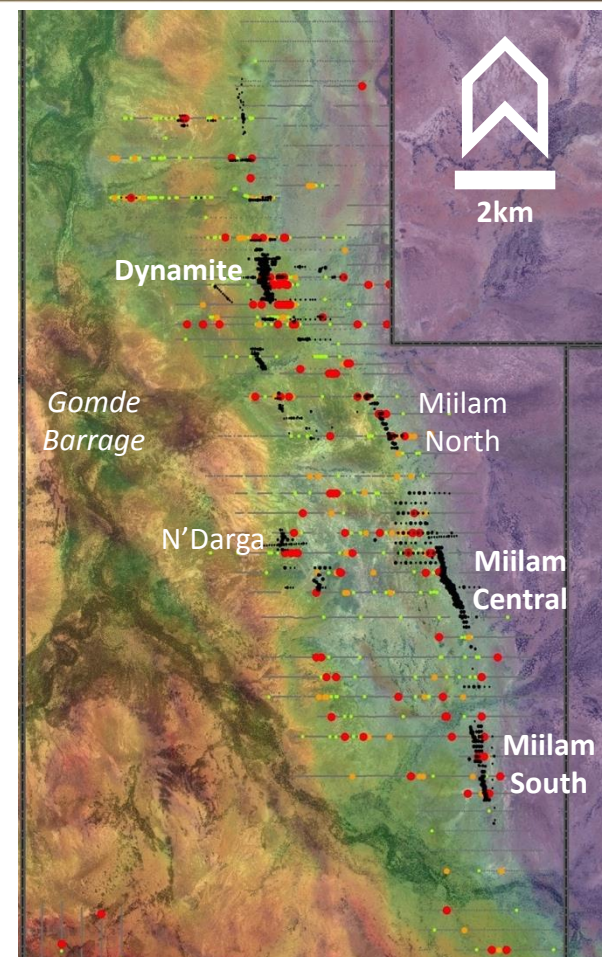 2km
Dynamite
Gomde
Barrage
Miilam
North
N'Darga
Miilam
Central
Miilam
South